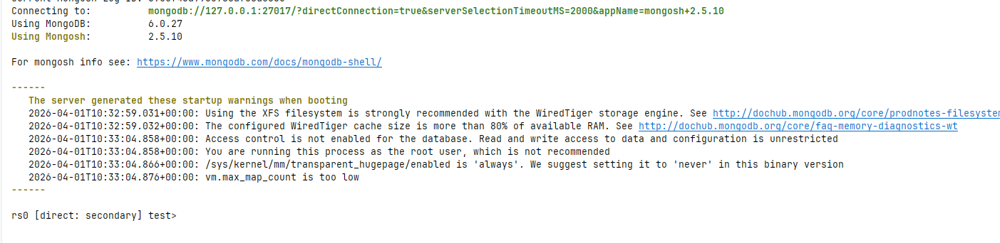 Connecting to: mongodb://127.0.0.1:27017/?directConnection=true&serverSelectionTimeoutMS=2000&appName=mongosh+2.5.10
Using MongoDB: 6.0.27
Using Mongosh: 2.5.10
For mongosh info see: https://www.mongodb.com/docs/mongodb-shell/
------
The server generated these startup warnings when booting
2026-04-01T10:32:59.031+00:00: Using the XFS filesystem is strongly recommended with the WiredTiger storage engine. See http://dochub.mongodb.org/core/prodnotes-filesystem
2026-04-01T10:32:59.032+00:00: The configured WiredTiger cache size is more than 80% of available RAM. See http://dochub.mongodb.org/core/faq-memory-diagnostics-wt
2026-04-01T10:33:04.858+00:00: Access control is not enabled for the database. Read and write access to data and configuration is unrestricted
2026-04-01T10:33:04.858+00:00: You are running this process as the root user, which is not recommended
2026-04-01T10:33:04.866+00:00: /sys/kernel/mm/transparent_hugepage/enabled is 'always'. We suggest setting it to 'never' in this binary version
2026-04-01T10:33:04.876+00:00: vm.max_map_count is too low
------
rs0 [direct: secondary] test>